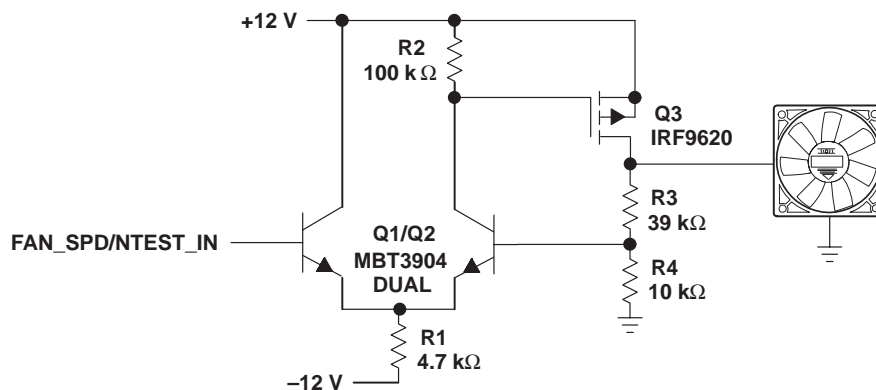 +12 V
R2
100 kΩ
Q3
IRF9620
R3
39 kΩ
FAN_SPD/NTEST_IN
Q1/Q2
MBT3904
DUAL
R4
10 kΩ
R1
4.7 kΩ
–12 V